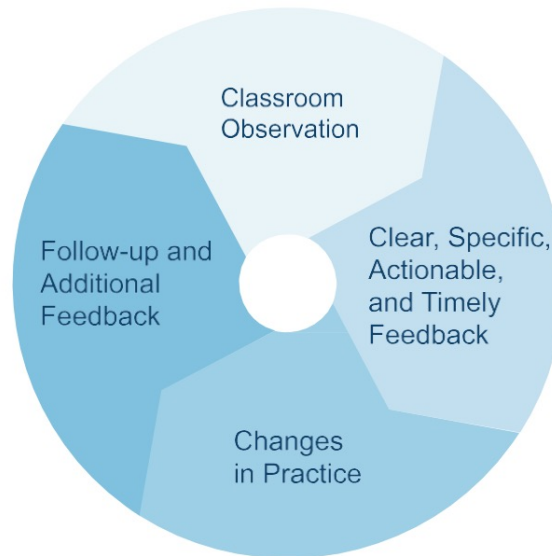 Classroom
Observation
Clear, Specific,
Actionable,
and Timely
Feedback
Changes
in Practice
Follow-up and
Additional
Feedback